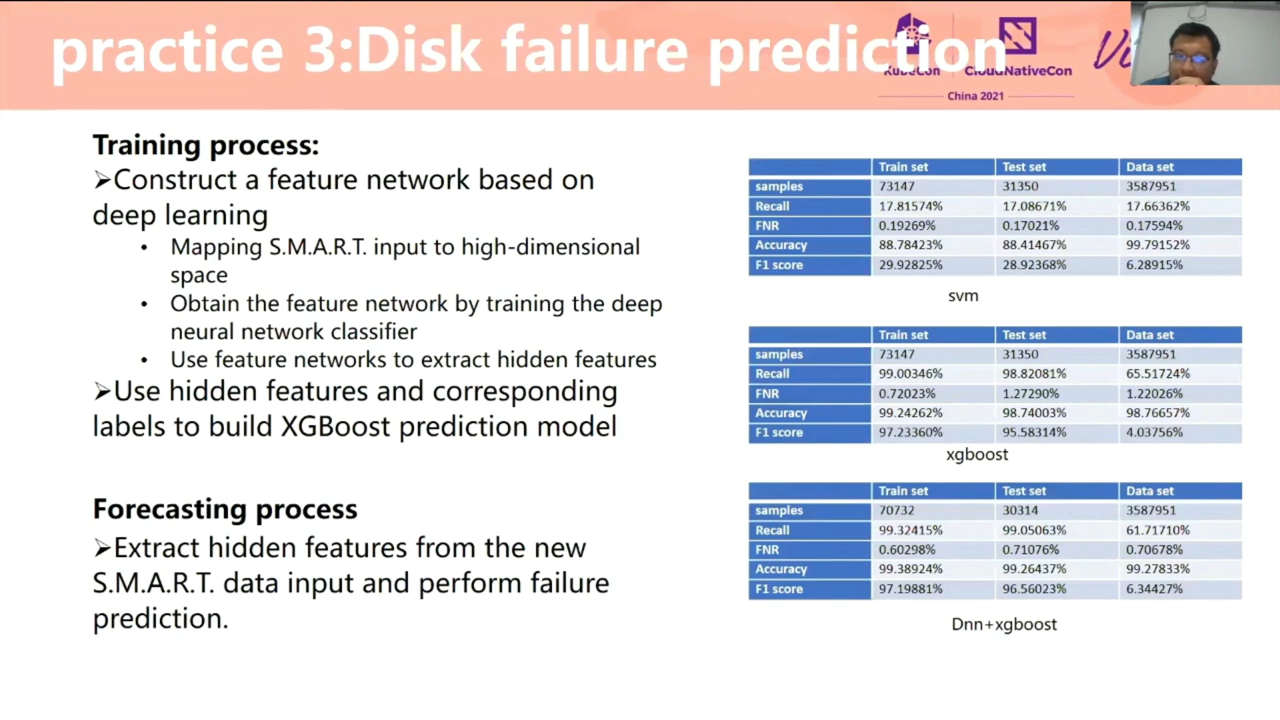 practice 3:Disk failure prediction
KubeCon
CloudNativeCon
China 2021
Training process:
➢Construct a feature network based on
deep learning
• Mapping S.M.A.R.T. input to high-dimensional
space
• Obtain the feature network by training the deep
neural network classifier
• Use feature networks to extract hidden features
➢Use hidden features and corresponding
labels to build XGBoost prediction model
Forecasting process
➢Extract hidden features from the new
S.M.A.R.T. data input and perform failure
prediction.
Train set Test set Data set
samples 73147 31350 3587951
Recall 17.81574% 17.08671% 17.66362%
FNR 0.19269% 0.17021% 0.17594%
Accuracy 88.78423% 88.41467% 99.79152%
F1 score 29.92825% 28.92368% 6.28915%
svm
Train set Test set Data set
samples 73147 31350 3587951
Recall 99.00346% 98.82081% 65.51724%
FNR 0.72023% 1.27290% 1.22026%
Accuracy 99.24262% 98.74003% 98.76657%
F1 score 97.23360% 95.58314% 4.03756%
xgboost
Train set Test set Data set
samples 70732 30314 3587951
Recall 99.32415% 99.05063% 61.71710%
FNR 0.60298% 0.71076% 0.70678%
Accuracy 99.38924% 99.26437% 99.27833%
F1 score 97.19881% 96.56023% 6.34427%
Dnn+xgboost